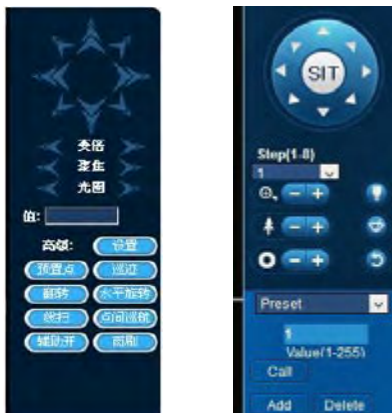 变倍
聚焦
光圈
值:
高级: 设置
预置点 巡迹
翻转 水平旋转
线扫 点间巡航
辅助开 雨刷
SIT
Step(1-8)
1
Preset
1
Value(1-255)
Call
Add Delete